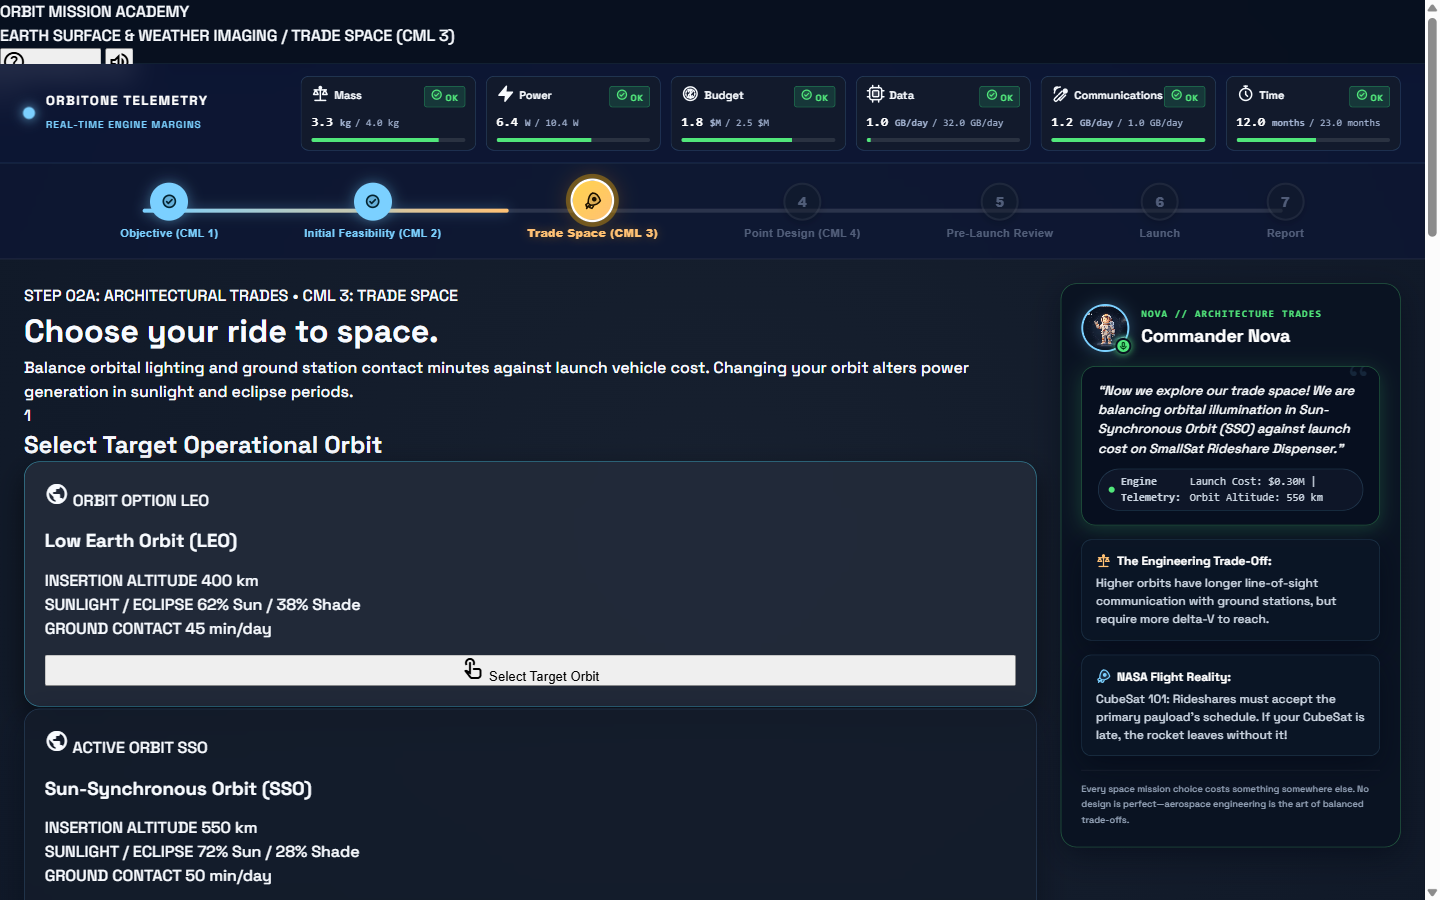 ORBIT MISSION ACADEMY
EARTH SURFACE & WEATHER IMAGING / TRADE SPACE (CML 3)
ORBITONE TELEMETRY
REAL-TIME ENGINE MARGINS
Mass OK
3.3 kg / 4.0 kg
Power OK
6.4 W / 10.4 W
Budget OK
1.8 $M / 2.5 $M
Data OK
1.0 GB/day / 32.0 GB/day
Communications OK
1.2 GB/day / 1.0 GB/day
Time OK
12.0 months / 23.0 months
Objective (CML 1)
Initial Feasibility (CML 2)
Trade Space (CML 3)
4
Point Design (CML 4)
5
Pre-Launch Review
6
Launch
7
Report
STEP 02A: ARCHITECTURAL TRADES • CML 3: TRADE SPACE
Choose your ride to space.
Balance orbital lighting and ground station contact minutes against launch vehicle cost. Changing your orbit alters power
generation in sunlight and eclipse periods.
1
Select Target Operational Orbit
ORBIT OPTION LEO
Low Earth Orbit (LEO)
INSERTION ALTITUDE 400 km
SUNLIGHT / ECLIPSE 62% Sun / 38% Shade
GROUND CONTACT 45 min/day
Select Target Orbit
ACTIVE ORBIT SSO
Sun-Synchronous Orbit (SSO)
INSERTION ALTITUDE 550 km
SUNLIGHT / ECLIPSE 72% Sun / 28% Shade
GROUND CONTACT 50 min/day
NOVA // ARCHITECTURE TRADES
Commander Nova
"Now we explore our trade space! We are
balancing orbital illumination in Sun-
Synchronous Orbit (SSO) against launch
cost on SmallSat Rideshare Dispenser."
Engine Telemetry: Launch Cost: $0.30M |
Orbit Altitude: 550 km
The Engineering Trade-Off:
Higher orbits have longer line-of-sight
communication with ground stations, but
require more delta-V to reach.
NASA Flight Reality:
CubeSat 101: Rideshares must accept the
primary payload's schedule. If your CubeSat is
late, the rocket leaves without it!
Every space mission choice costs something somewhere else. No
design is perfect—aerospace engineering is the art of balanced
trade-offs.